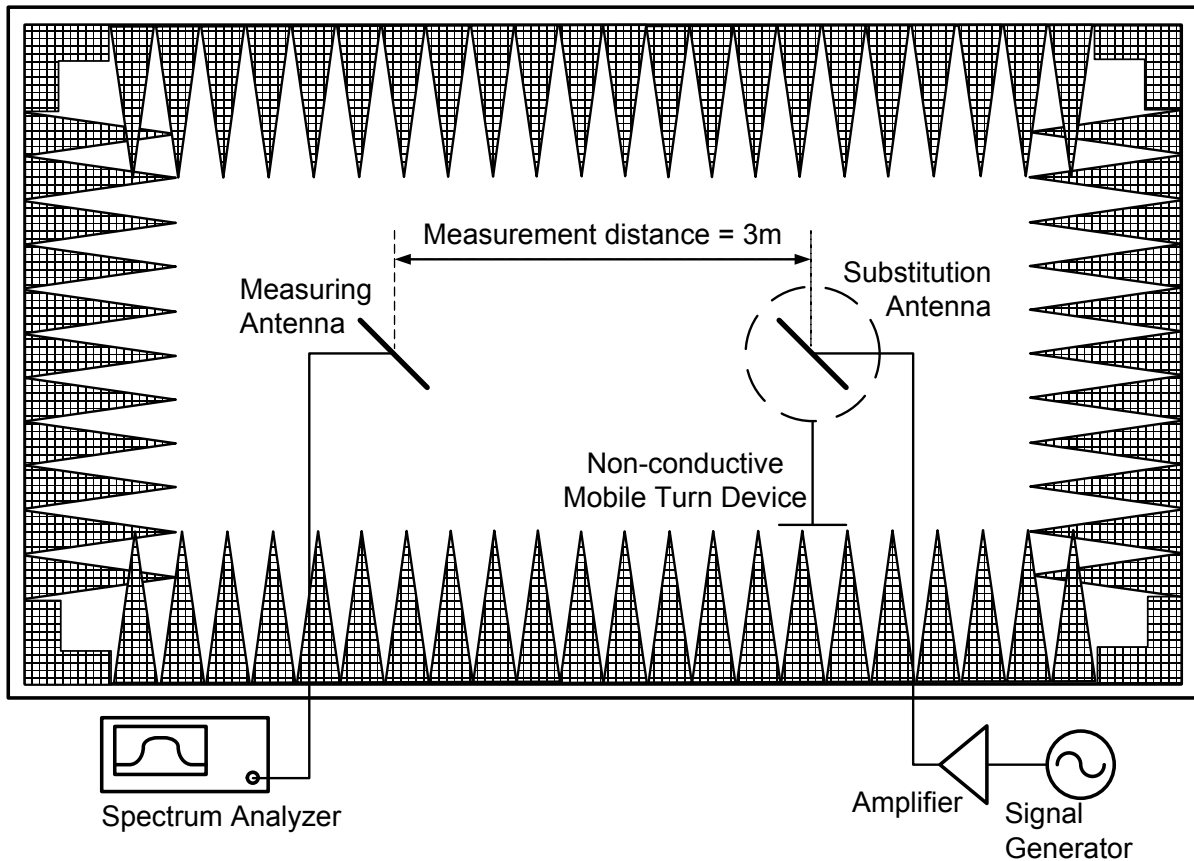 Measurement distance = 3m
Measuring
Antenna
Substitution
Antenna
Non-conductive
Mobile Turn Device
Spectrum Analyzer
Amplifier
Signal
Generator